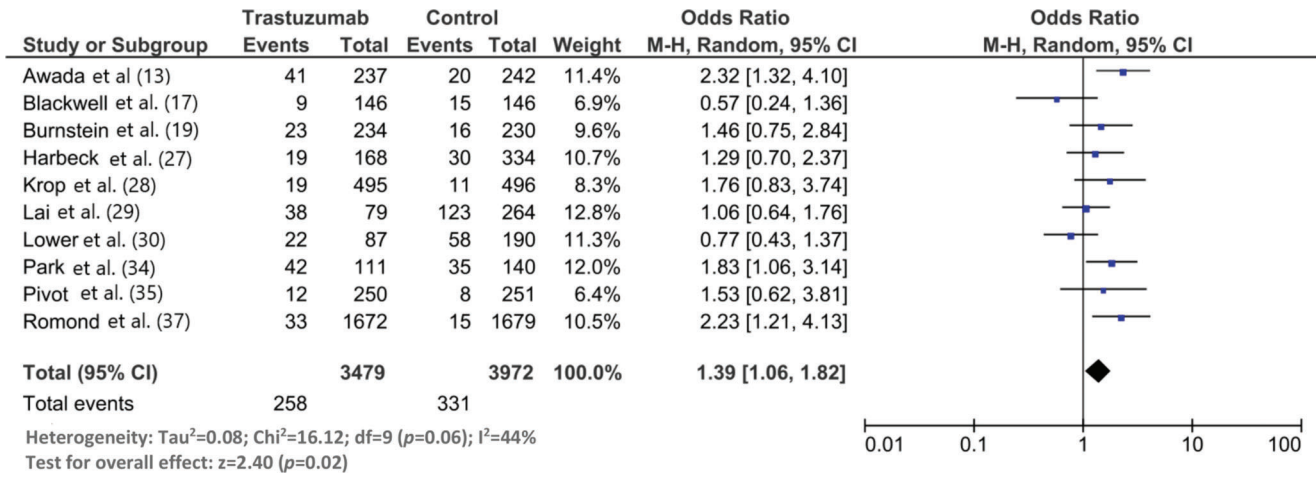 Trastuzumab Control Odds Ratio Odds Ratio
Study or Subgroup Events Total Events Total Weight M-H, Random, 95% CI M-H, Random, 95% CI
Awada et al (13) 41 237 20 242 11.4% 2.32 [1.32, 4.10]
Blackwell et al. (17) 9 146 15 146 6.9% 0.57 [0.24, 1.36]
Burnstein et al. (19) 23 234 16 230 9.6% 1.46 [0.75, 2.84]
Harbeck et al. (27) 19 168 30 334 10.7% 1.29 [0.70, 2.37]
Krop et al. (28) 19 495 11 496 8.3% 1.76 [0.83, 3.74]
Lai et al. (29) 38 79 123 264 12.8% 1.06 [0.64, 1.76]
Lower et al. (30) 22 87 58 190 11.3% 0.77 [0.43, 1.37]
Park et al. (34) 42 111 35 140 12.0% 1.83 [1.06, 3.14]
Pivot et al. (35) 12 250 8 251 6.4% 1.53 [0.62, 3.81]
Romond et al. (37) 33 1672 15 1679 10.5% 2.23 [1.21, 4.13]
Total (95% CI) 3479 3972 100.0% 1.39 [1.06, 1.82]
Total events 258 331
Heterogeneity: Tau²=0.08; Chi²=16.12; df=9 (p=0.06); I²=44%
Test for overall effect: z=2.40 (p=0.02)
0.01 0.1 1 10 100